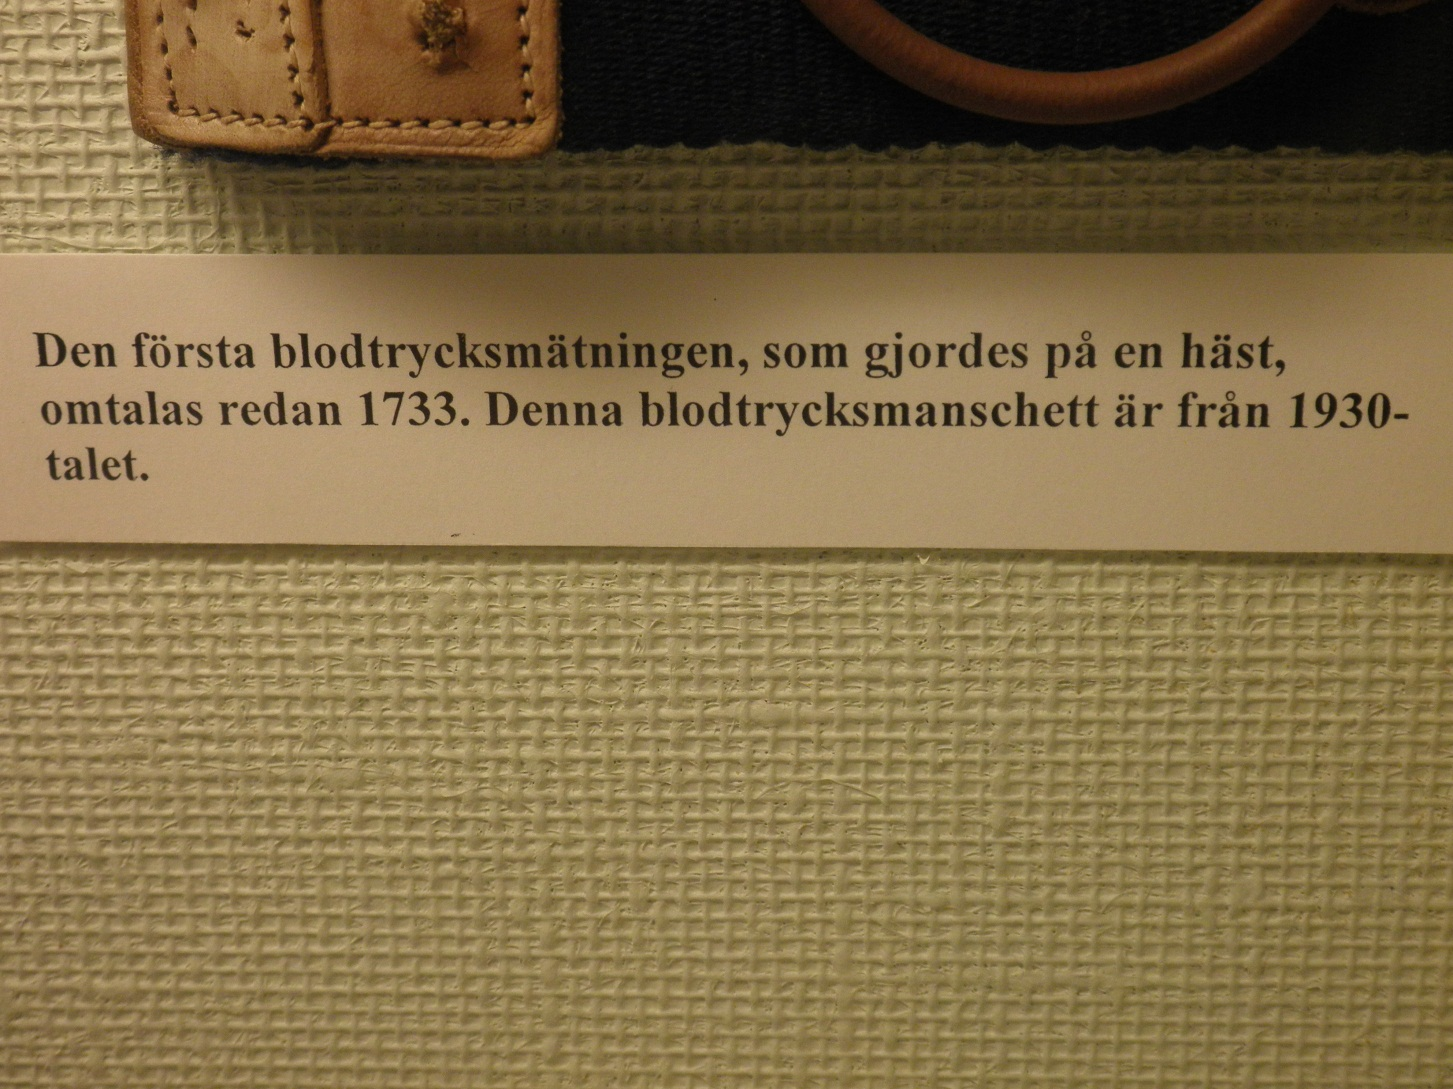 Den första blodtrycksmätningen, som gjordes på en häst,
omtalas redan 1733. Denna blodtrycksmanschett är från 1930-
talet.